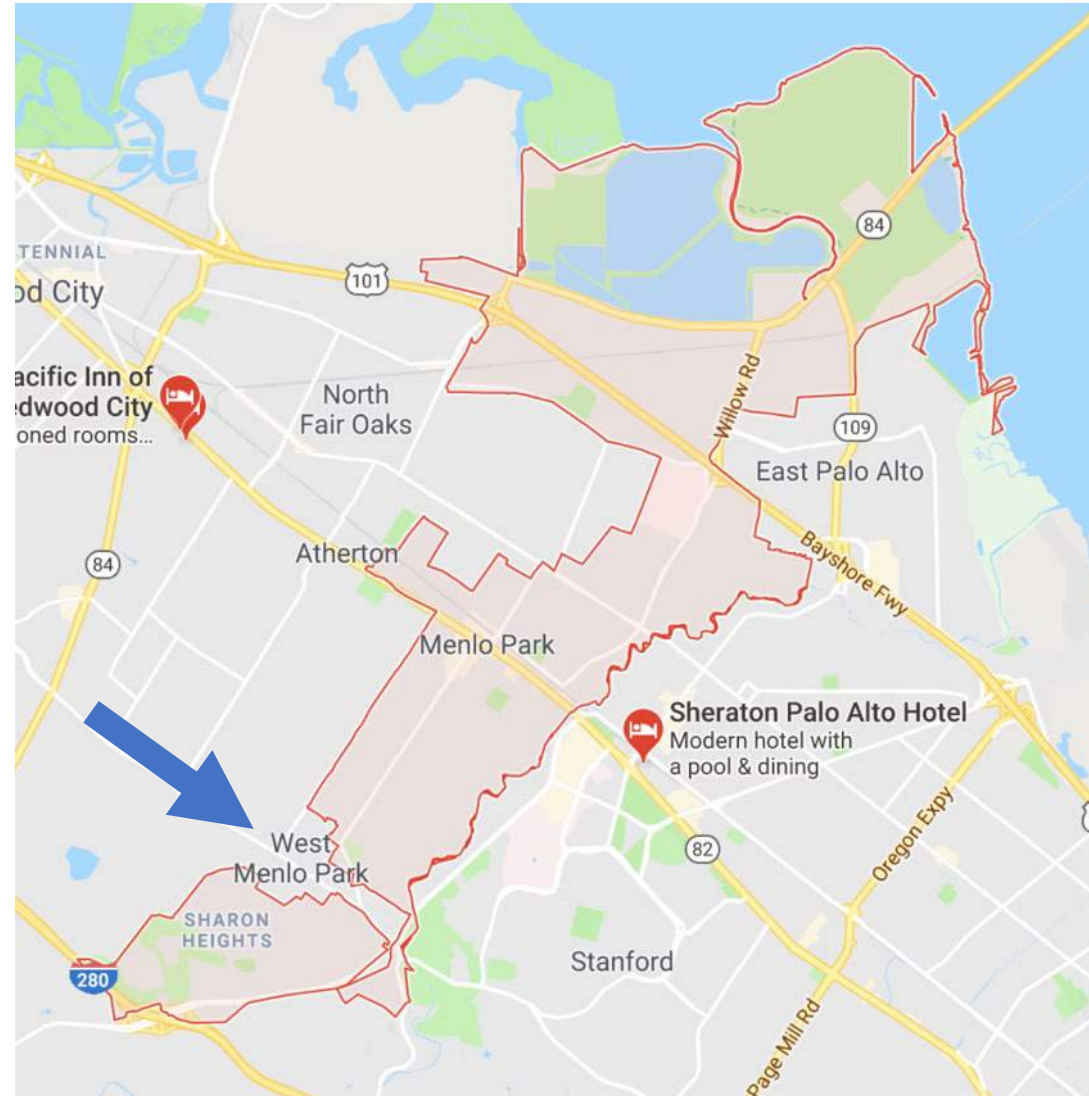 84
TENNIAL
101
od City
acific Inn of
edwood City
oned rooms...
North
Fair Oaks
Willow Rd
109
East Palo Alto
Atherton
84
Bayshore Fwy
Menlo Park
Sheraton Palo Alto Hotel
Modern hotel with
a pool & dining
Oregon Expy
West
Menlo Park
82
SHARON
HEIGHTS
Stanford
280
Page Mill Rd